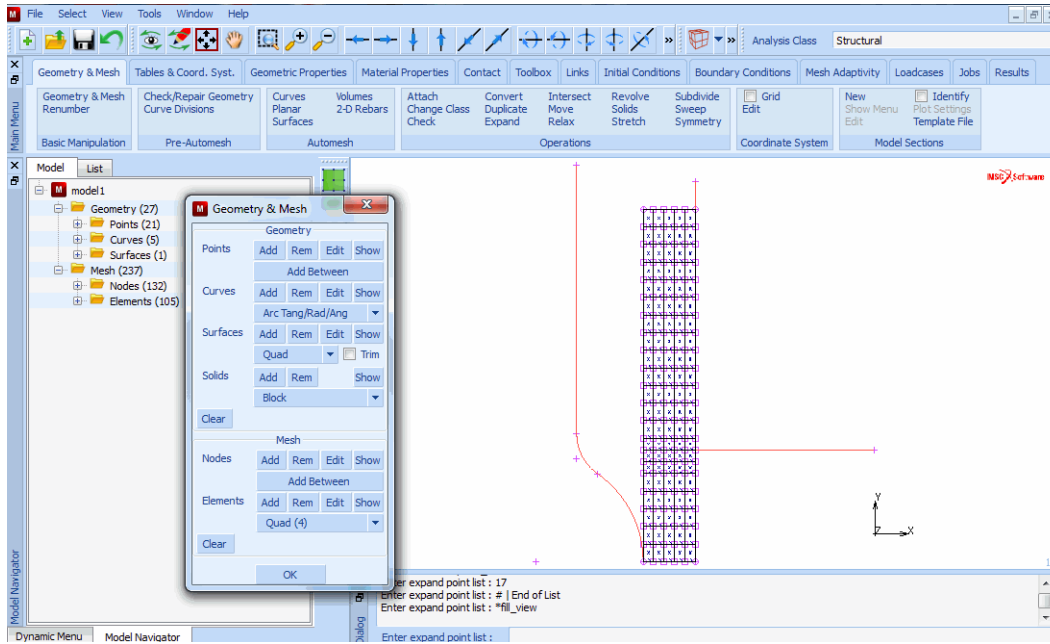 M File Select View Tools Window Help
Analysis Class Structural
Geometry & Mesh Tables & Coord. Syst. Geometric Properties Material Properties Contact Toolbox Links Initial Conditions Boundary Conditions Mesh Adaptivity Loadcases Jobs Results
Geometry & Mesh Check/Repair Geometry Curves Volumes Attach Convert Intersect Revolve Subdivide Grid New Identify
Renumber Curve Divisions Planar 2-D Rebars Change Class Duplicate Move Solids Sweep Edit Show Menu Plot Settings
Surfaces Check Expand Relax Stretch Symmetry Edit Template File
Basic Manipulation Pre-Automesh Automesh Operations Coordinate System Model Sections
Main Menu
Model List
M model1
Geometry (27)
Points (21)
Curves (5)
Surfaces (1)
Mesh (237)
Nodes (132)
Elements (105)
M Geometry & Mesh
Geometry
Points Add Rem Edit Show
Add Between
Curves Add Rem Edit Show
Arc Tang/Rad/Ang
Surfaces Add Rem Edit Show
Quad Trim
Solids Add Rem Show
Block
Clear
Mesh
Nodes Add Rem Edit Show
Add Between
Elements Add Rem Edit Show
Quad (4)
Clear
OK
MSC Software
Y
Z X
1
Enter expand point list : 17
Enter expand point list : # | End of List
Enter expand point list : *fill_view
Enter expand point list :
Model Navigator
Dynamic Menu Model Navigator